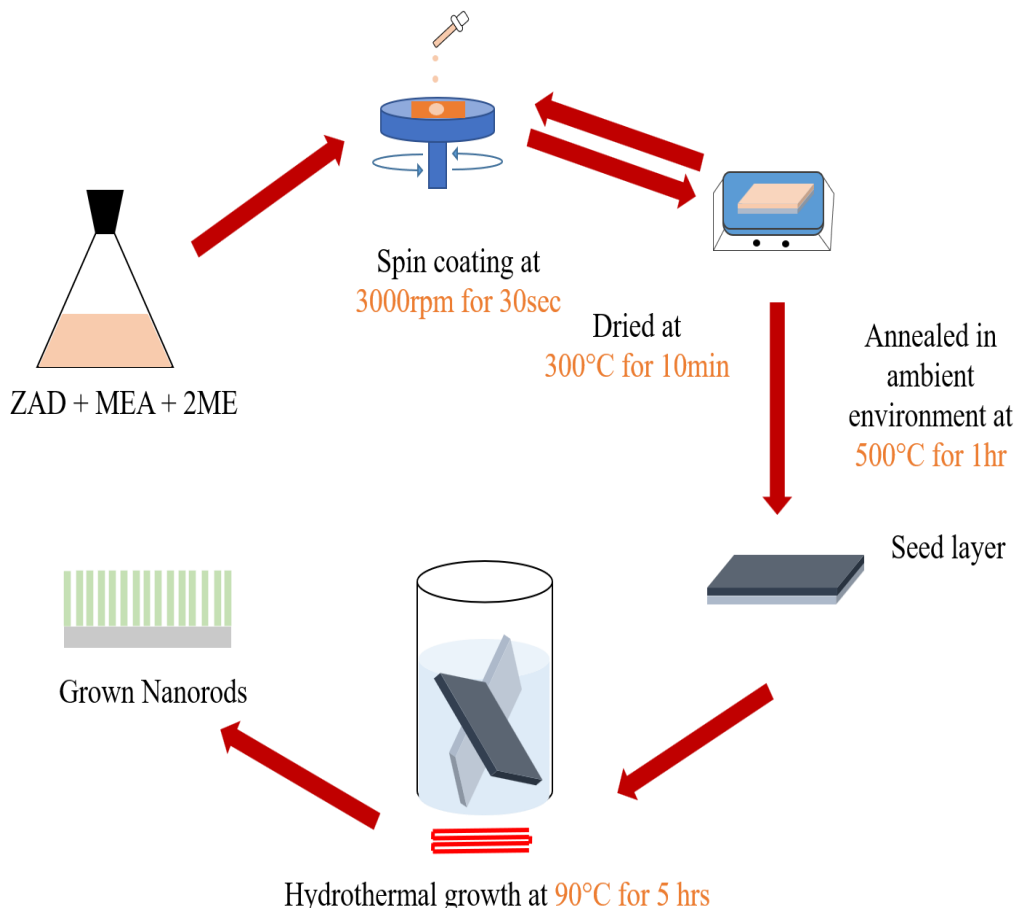 ZAD + MEA + 2ME
Spin coating at
3000rpm for 30sec
Dried at
300°C for 10min
Annealed in
ambient
environment at
500°C for 1hr
Seed layer
Hydrothermal growth at 90°C for 5 hrs
Grown Nanorods